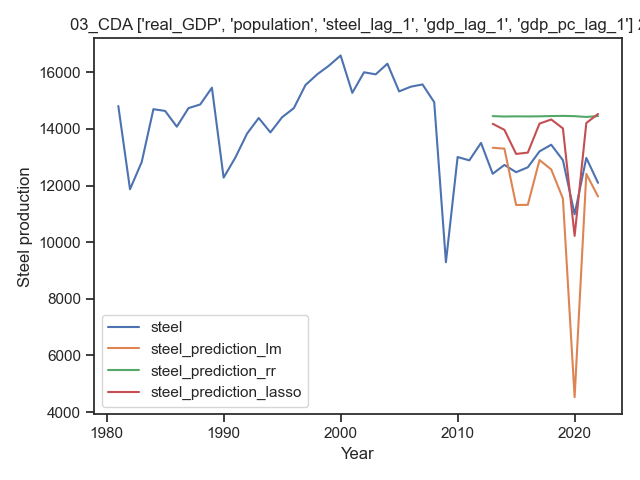 03_CDA ['real_GDP', 'population', 'steel_lag_1', 'gdp_lag_1', 'gdp_pc_lag_1']
16000
14000
12000
10000
8000
6000
4000
Steel production
steel
steel_prediction_lm
steel_prediction_rr
steel_prediction_lasso
1980 1990 2000 2010 2020
Year